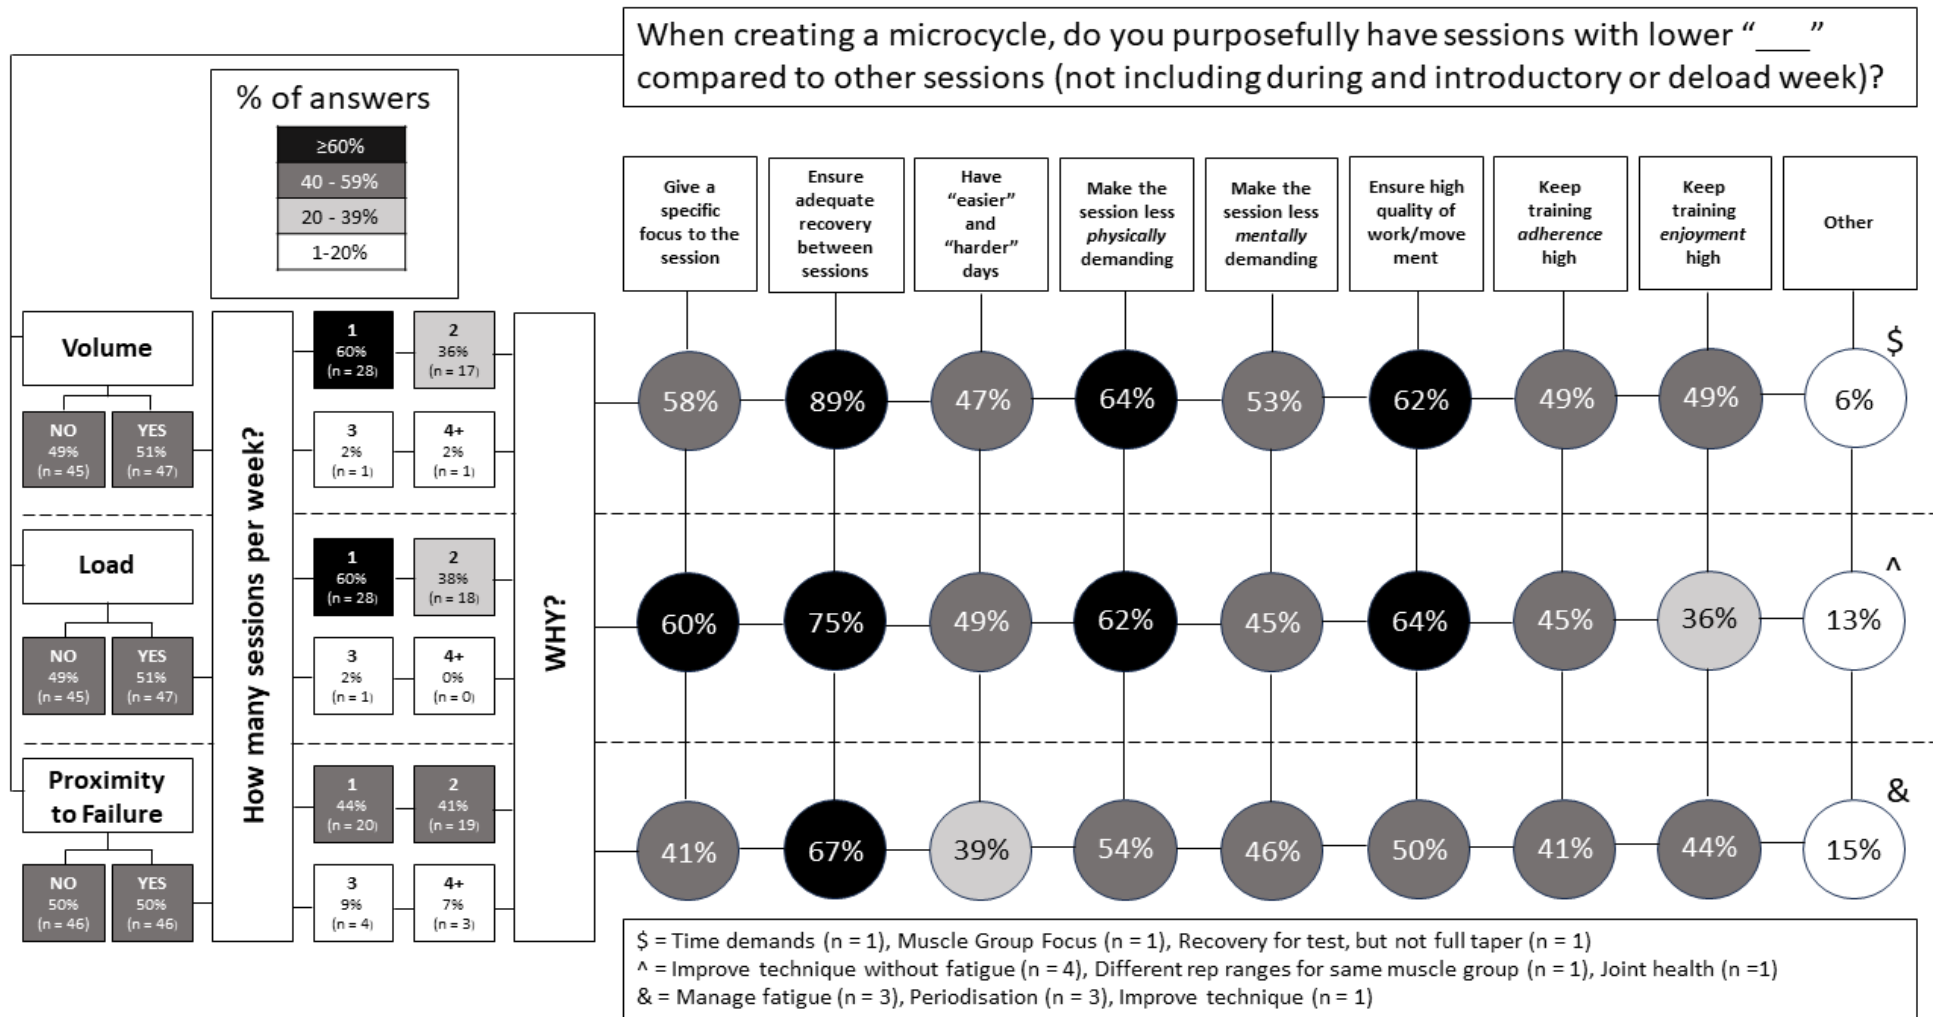 When creating a microcycle, do you purposefully have sessions with lower “___”
compared to other sessions (not including during and introductory or deload week)?
% of answers
≥60%
40 - 59%
20 - 39%
1-20%
Give a
specific
focus to the
session
Ensure
adequate
recovery
between
sessions
Have
“easier”
and
“harder”
days
Make the
session less
physically
demanding
Make the
session less
mentally
demanding
Ensure high
quality of
work/move
ment
Keep
training
adherence
high
Keep
training
enjoyment
high
Other
Volume
NO
49%
(n = 45)
YES
51%
(n = 47)
How many sessions per week?
1
60%
(n = 28)
2
36%
(n = 17)
3
2%
(n = 1)
4+
2%
(n = 1)
WHY?
58%
89%
47%
64%
53%
62%
49%
49%
6%
$
Load
NO
49%
(n = 45)
YES
51%
(n = 47)
1
60%
(n = 28)
2
38%
(n = 18)
3
2%
(n = 1)
4+
0%
(n = 0)
60%
75%
49%
62%
45%
64%
45%
36%
13%
^
Proximity
to Failure
NO
50%
(n = 46)
YES
50%
(n = 46)
1
44%
(n = 20)
2
41%
(n = 19)
3
9%
(n = 4)
4+
7%
(n = 3)
41%
67%
39%
54%
46%
50%
41%
44%
15%
&
$ = Time demands (n = 1), Muscle Group Focus (n = 1), Recovery for test, but not full taper (n = 1)
^ = Improve technique without fatigue (n = 4), Different rep ranges for same muscle group (n = 1), Joint health (n =1)
& = Manage fatigue (n = 3), Periodisation (n = 3), Improve technique (n = 1)